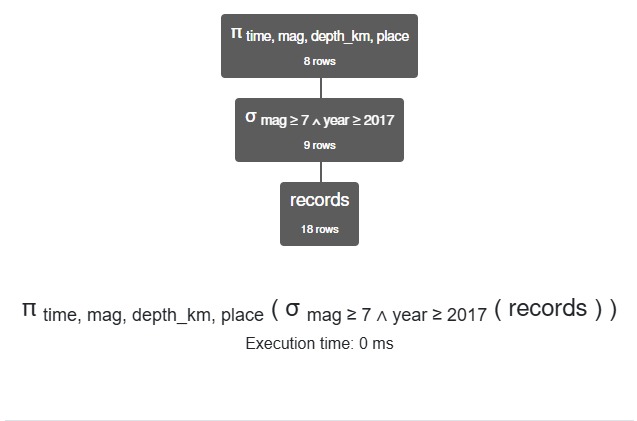 π time, mag, depth_km, place
8 rows
σ mag ≥ 7 ∧ year ≥ 2017
9 rows
records
18 rows
π time, mag, depth_km, place ( σ mag ≥ 7 ∧ year ≥ 2017 ( records ) )
Execution time: 0 ms